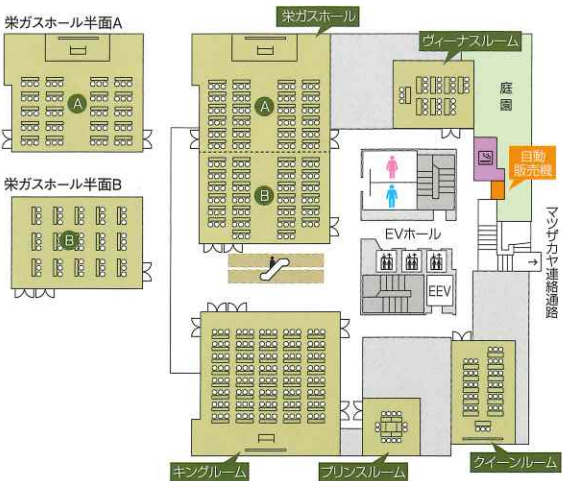 栄ガスホール半面A
A
栄ガスホール半面B
B
栄ガスホール
ヴィーナスルーム
A
B
庭園
自動
販売機
EVホール
EEV
マツザカヤ連絡通路
→
キングルーム
プリンスルーム
クイーンルーム